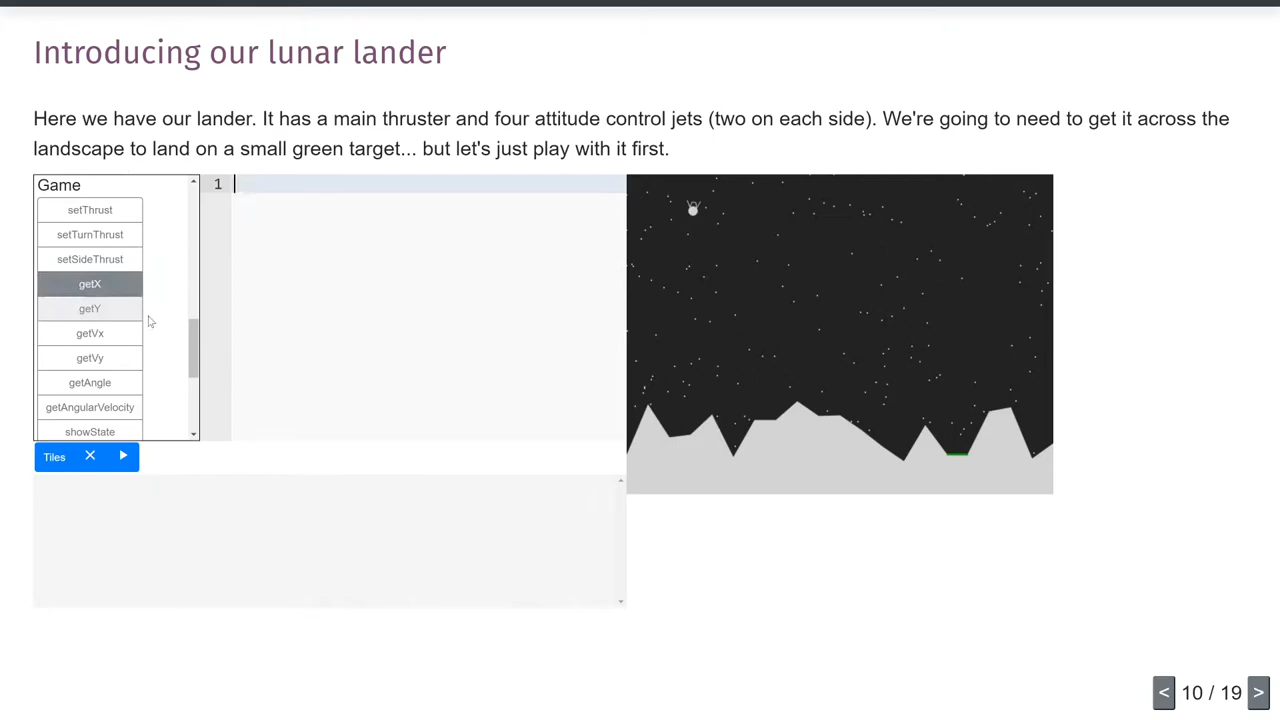 Introducing our lunar lander
Here we have our lander. It has a main thruster and four attitude control jets (two on each side). We're going to need to get it across the
landscape to land on a small green target... but let's just play with it first.
Game
setThrust
setTurnThrust
setSideThrust
getX
getY
getVx
getVy
getAngle
getAngularVelocity
showState
1
Tiles
< 10 / 19 >